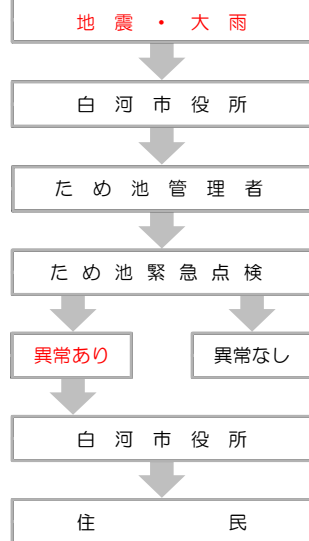 地震・大雨
白河市役所
ため池管理者
ため池緊急点検
異常あり 異常なし
白河市役所
住民